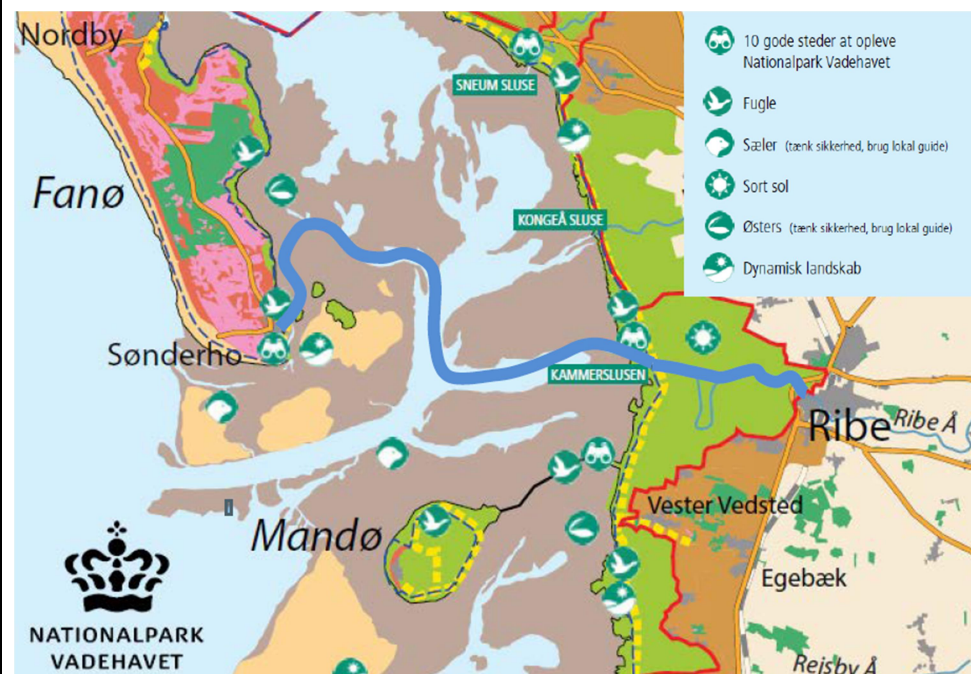 Nordby
SNEUM SLUSE
10 gode steder at opleve
Nationalpark Vadehavet
Fugle
Sæler (tænk sikkerhed, brug lokal guide)
Sort sol
Østers (tænk sikkerhed, brug lokal guide)
Dynamisk landskab
Fanø
KONGEÅ SLUSE
Sønderho
KAMMERSLUSEN
Ribe
Ribe Å
Vester Vedsted
Mandø
Egebæk
Rejsby Å
NATIONALPARK
VADEHAVET